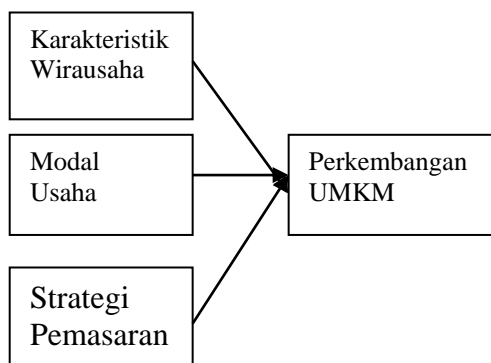 Karakteristik
Wirausaha
Modal
Usaha
Perkembangan
UMKM
Strategi
Pemasaran